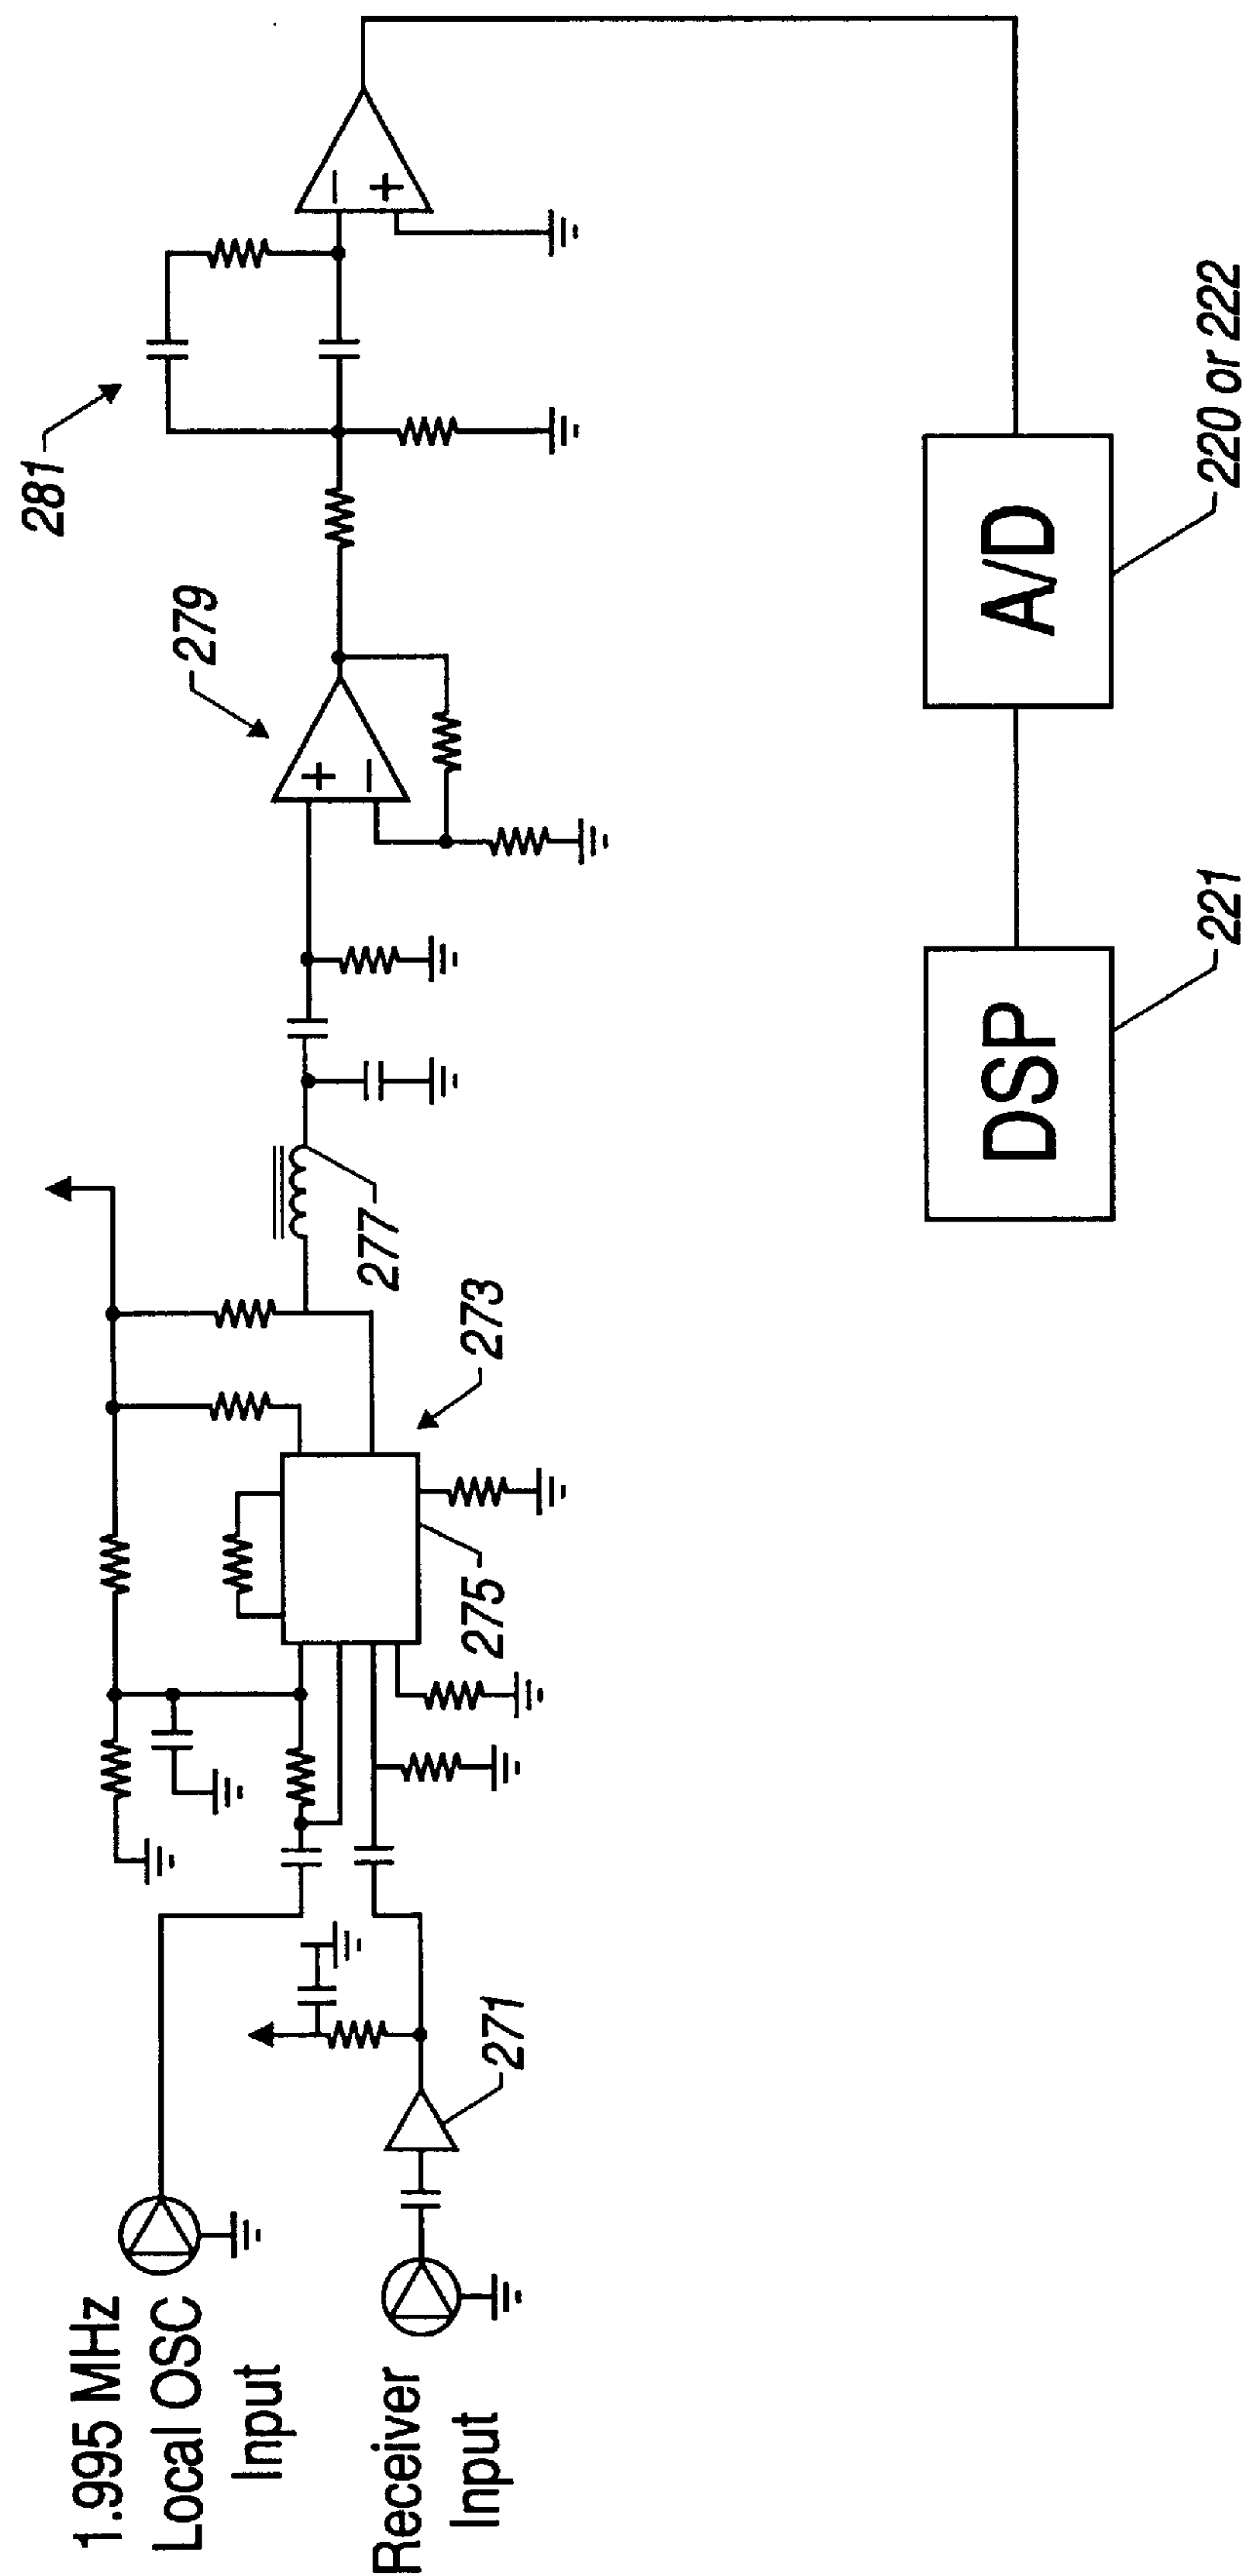 1.995 MHz
Local OSC
Input
Receiver
Input
271
273
275
277
279
281
+
−
−
+
A/D
220 or 222
DSP
221